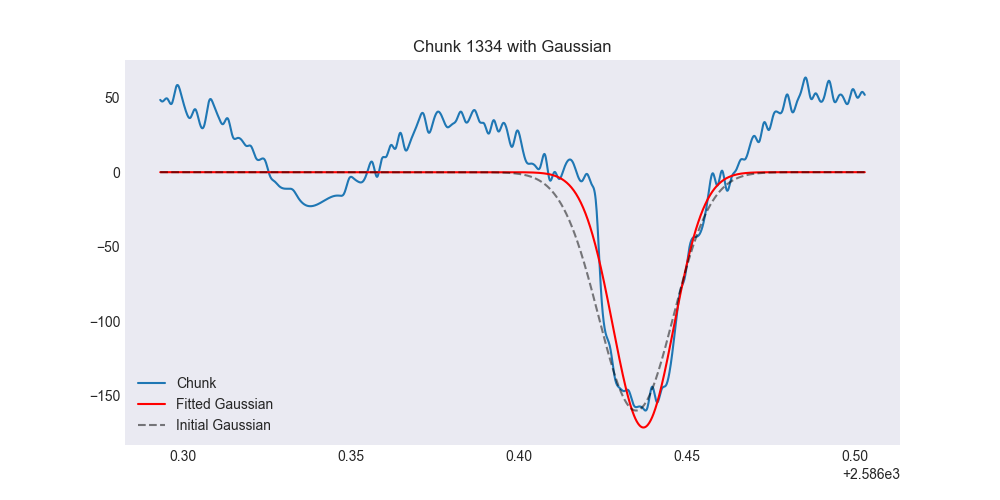 Chunk 1334 with Gaussian
50
0
−50
−100
−150
Chunk
Fitted Gaussian
Initial Gaussian
0.30 0.35 0.40 0.45 0.50
+2.586e3